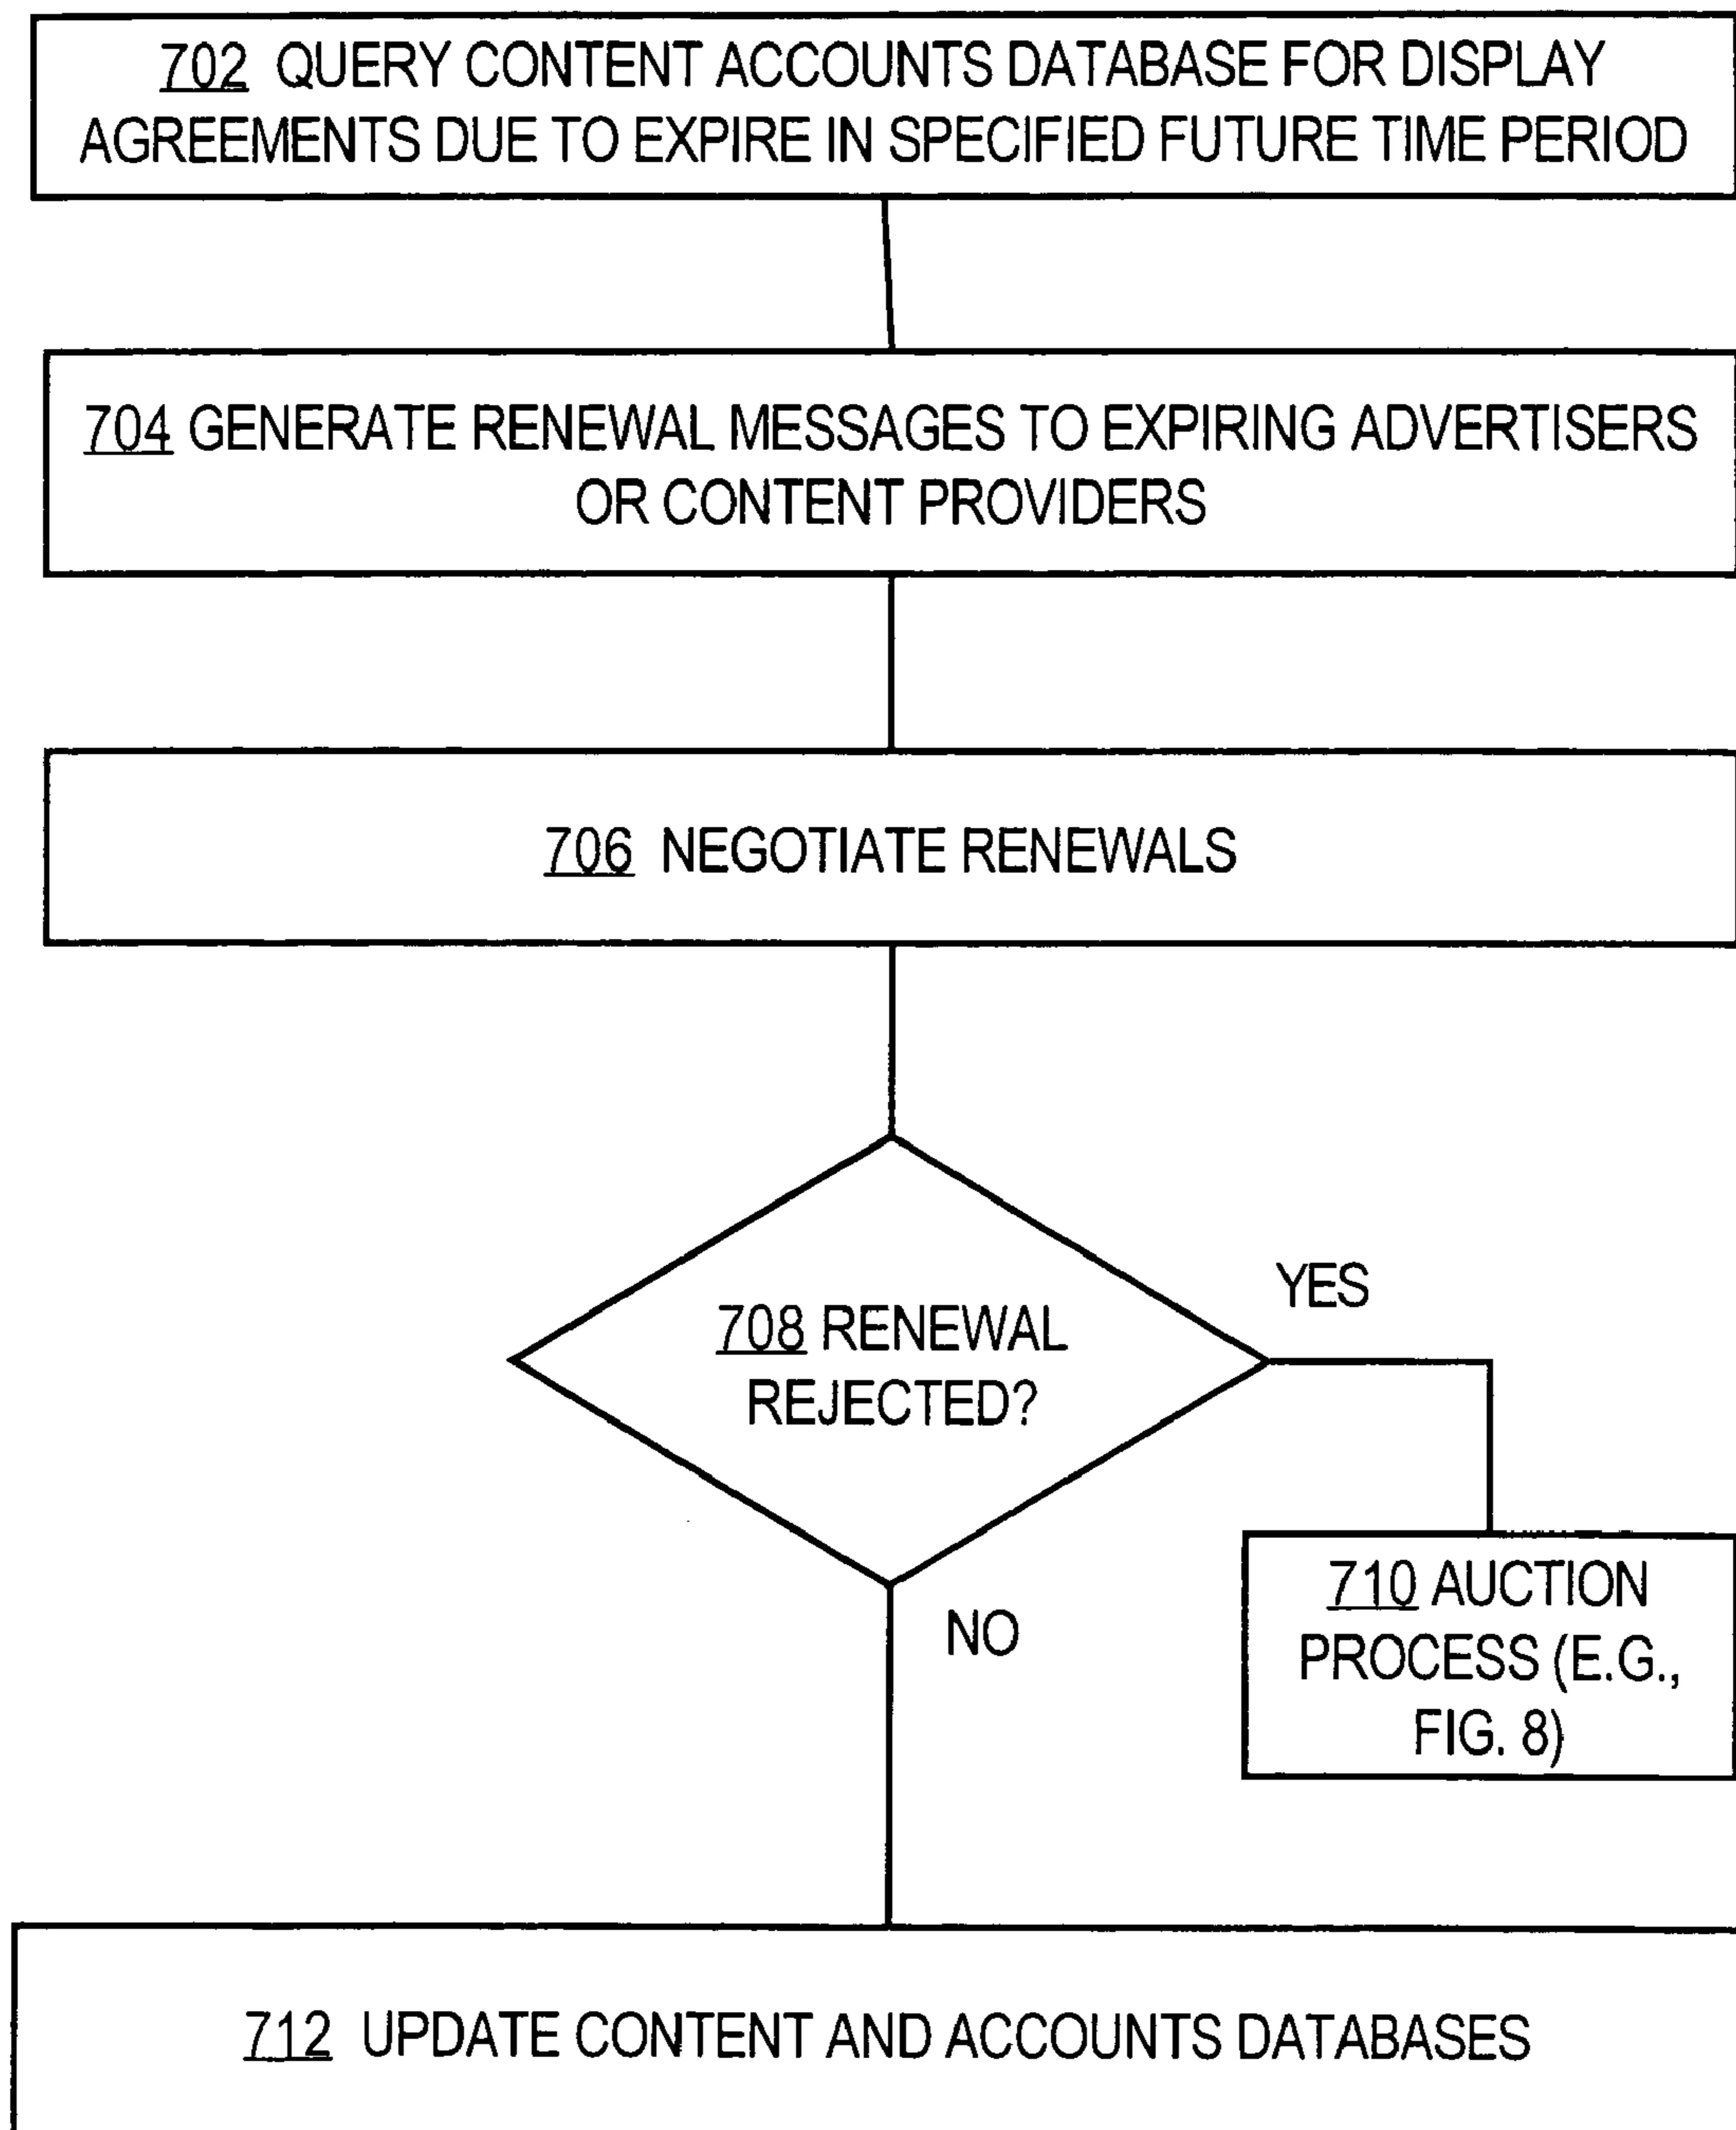 702 QUERY CONTENT ACCOUNTS DATABASE FOR DISPLAY
AGREEMENTS DUE TO EXPIRE IN SPECIFIED FUTURE TIME PERIOD
704 GENERATE RENEWAL MESSAGES TO EXPIRING ADVERTISERS
OR CONTENT PROVIDERS
706 NEGOTIATE RENEWALS
708 RENEWAL
REJECTED?
YES
710 AUCTION
PROCESS (E.G.,
FIG. 8)
NO
712 UPDATE CONTENT AND ACCOUNTS DATABASES